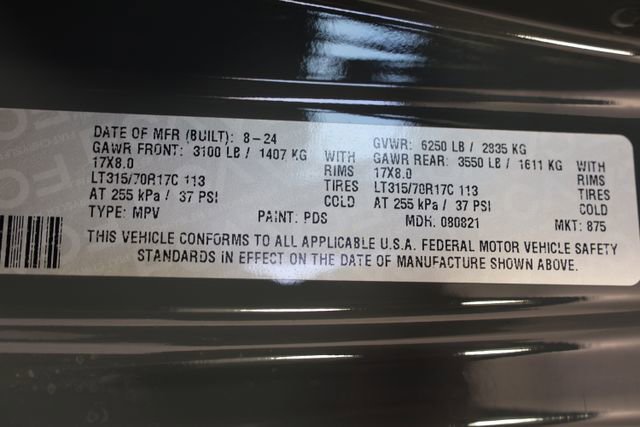 DATE OF MFR (BUILT): 8-24
GVWR: 6250 LB / 2835 KG
GAWR FRONT: 3100 LB / 1407 KG WITH
GAWR REAR: 3550 LB / 1611 KG WITH
17X8.0 RIMS
17X8.0 RIMS
LT315/70R17C 113 TIRES
LT315/70R17C 113 TIRES
AT 255 kPa / 37 PSI COLD
AT 255 kPa / 37 PSI COLD
TYPE: MPV PAINT: PDS MDH: 080821 MKT: 875
THIS VEHICLE CONFORMS TO ALL APPLICABLE U.S.A. FEDERAL MOTOR VEHICLE SAFETY
STANDARDS IN EFFECT ON THE DATE OF MANUFACTURE SHOWN ABOVE.